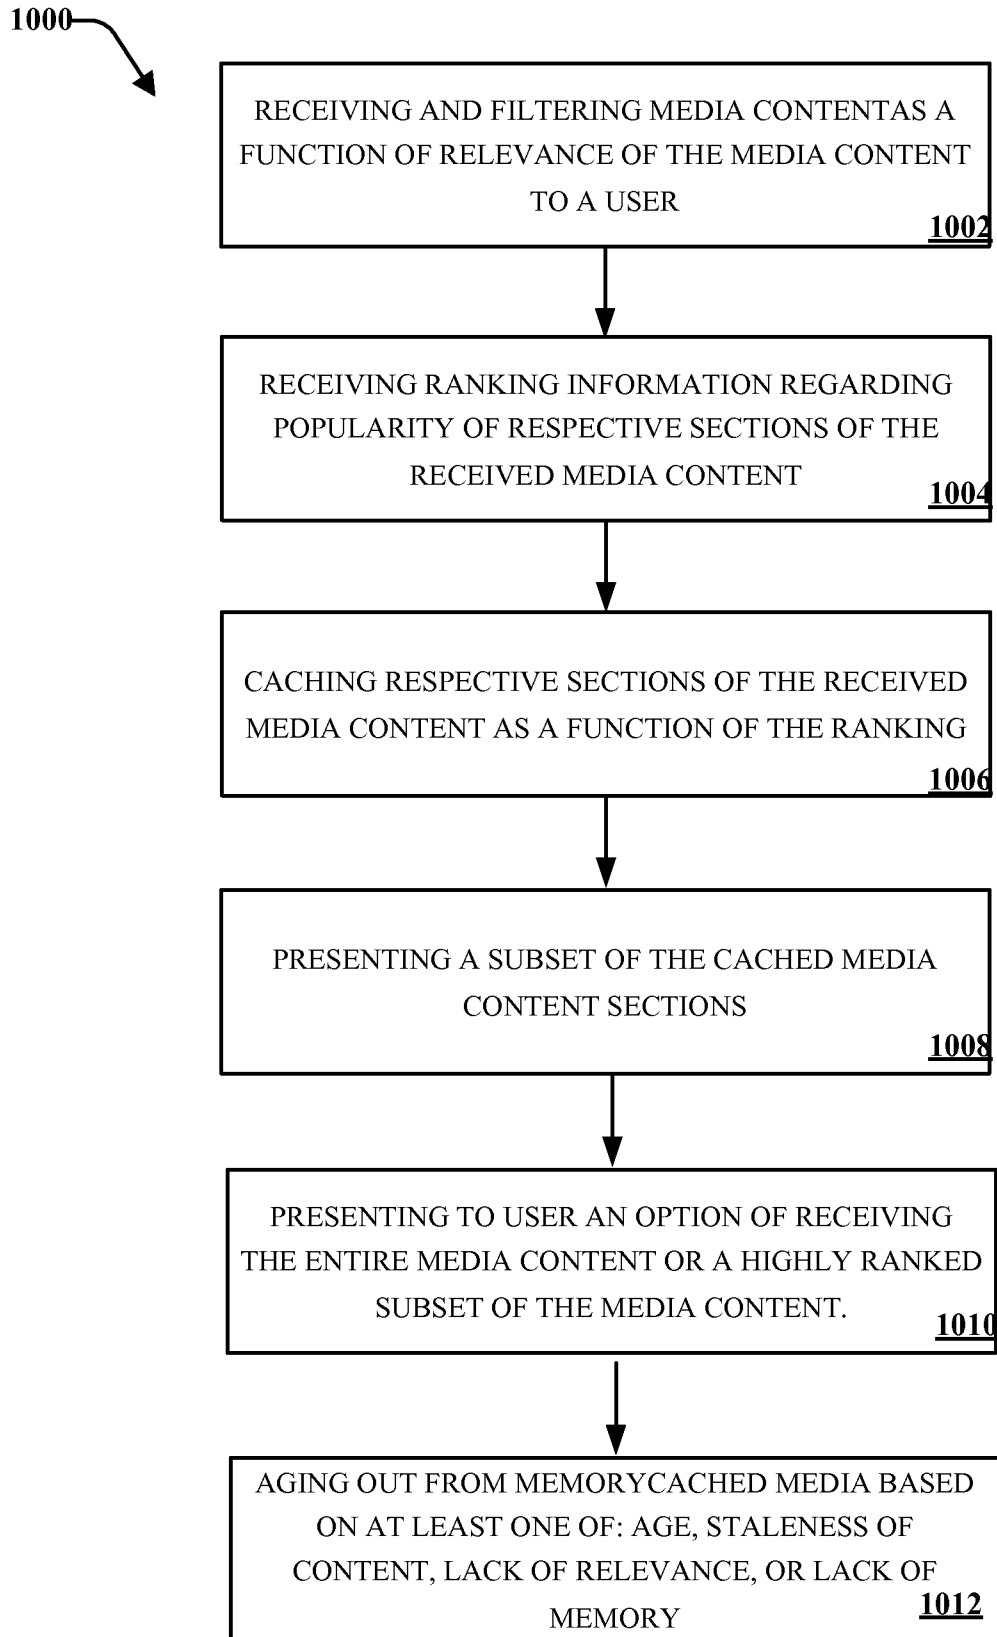 1000
RECEIVING AND FILTERING MEDIA CONTENTAS A
FUNCTION OF RELEVANCE OF THE MEDIA CONTENT
TO A USER
1002
RECEIVING RANKING INFORMATION REGARDING
POPULARITY OF RESPECTIVE SECTIONS OF THE
RECEIVED MEDIA CONTENT
1004
CACHING RESPECTIVE SECTIONS OF THE RECEIVED
MEDIA CONTENT AS A FUNCTION OF THE RANKING
1006
PRESENTING A SUBSET OF THE CACHED MEDIA
CONTENT SECTIONS
1008
PRESENTING TO USER AN OPTION OF RECEIVING
THE ENTIRE MEDIA CONTENT OR A HIGHLY RANKED
SUBSET OF THE MEDIA CONTENT.
1010
AGING OUT FROM MEMORYCACHED MEDIA BASED
ON AT LEAST ONE OF: AGE, STALENESS OF
CONTENT, LACK OF RELEVANCE, OR LACK OF
MEMORY
1012